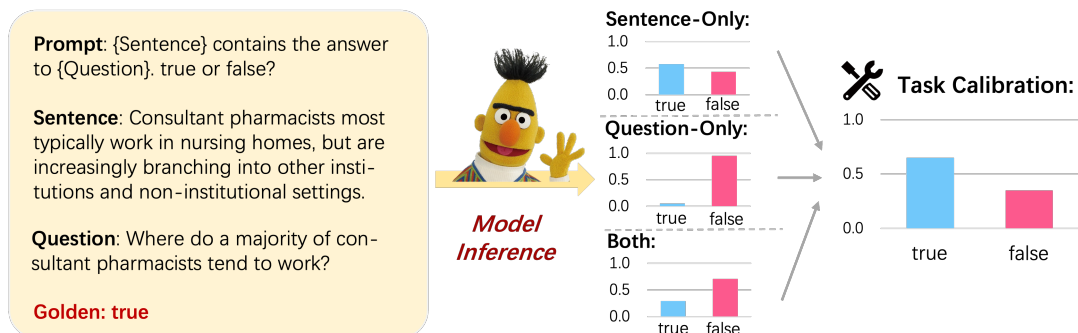 Prompt: {Sentence} contains the answer
to {Question}. true or false?
Sentence: Consultant pharmacists most
typically work in nursing homes, but are
increasingly branching into other insti-
tutions and non-institutional settings.
Question: Where do a majority of con-
sultant pharmacists tend to work?
Golden: true
Model
Inference
Sentence-Only:
1.0
0.5
0.0
true false
Question-Only:
1.0
0.5
0.0
true false
Both:
1.0
0.5
0.0
true false
Task Calibration:
1.0
0.5
0.0
true false